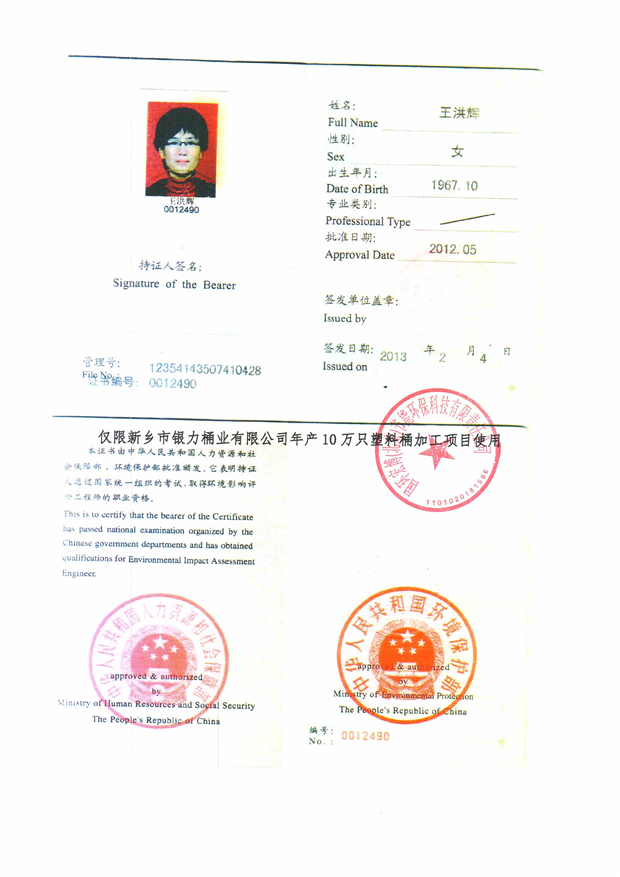 王洪辉
0012490
持证人签名:
Signature of the Bearer
管理号: 12354143507410428
File No.:
证书编号: 0012490
姓名: 王洪辉
Full Name
性别: 女
Sex
出生年月: 1967.10
Date of Birth
专业类别:
Professional Type
批准日期: 2012.05
Approval Date
签发单位盖章:
Issued by
签发日期: 2013 年 2 月 4 日
Issued on
仅限新乡市银力桶业有限公司年产 10 万只塑料桶加工项目使用
本证书由中华人民共和国人力资源和社
会保障部、环境保护部批准颁发。它表明持证
人通过国家统一组织的考试,取得环境影响评
价工程师的职业资格。
This is to certify that the bearer of the Certificate
has passed national examination organized by the
Chinese government departments and has obtained
qualifications for Environmental Impact Assessment
Engineer.
中华人民共和国人力资源和社会保障部
approved & authorized
by
Ministry of Human Resources and Social Security
The People's Republic of China
1101020181586
中华人民共和国环境保护部
approved & authorized
by
Ministry of Environmental Protection
The People's Republic of China
编号:
No. : 0012490